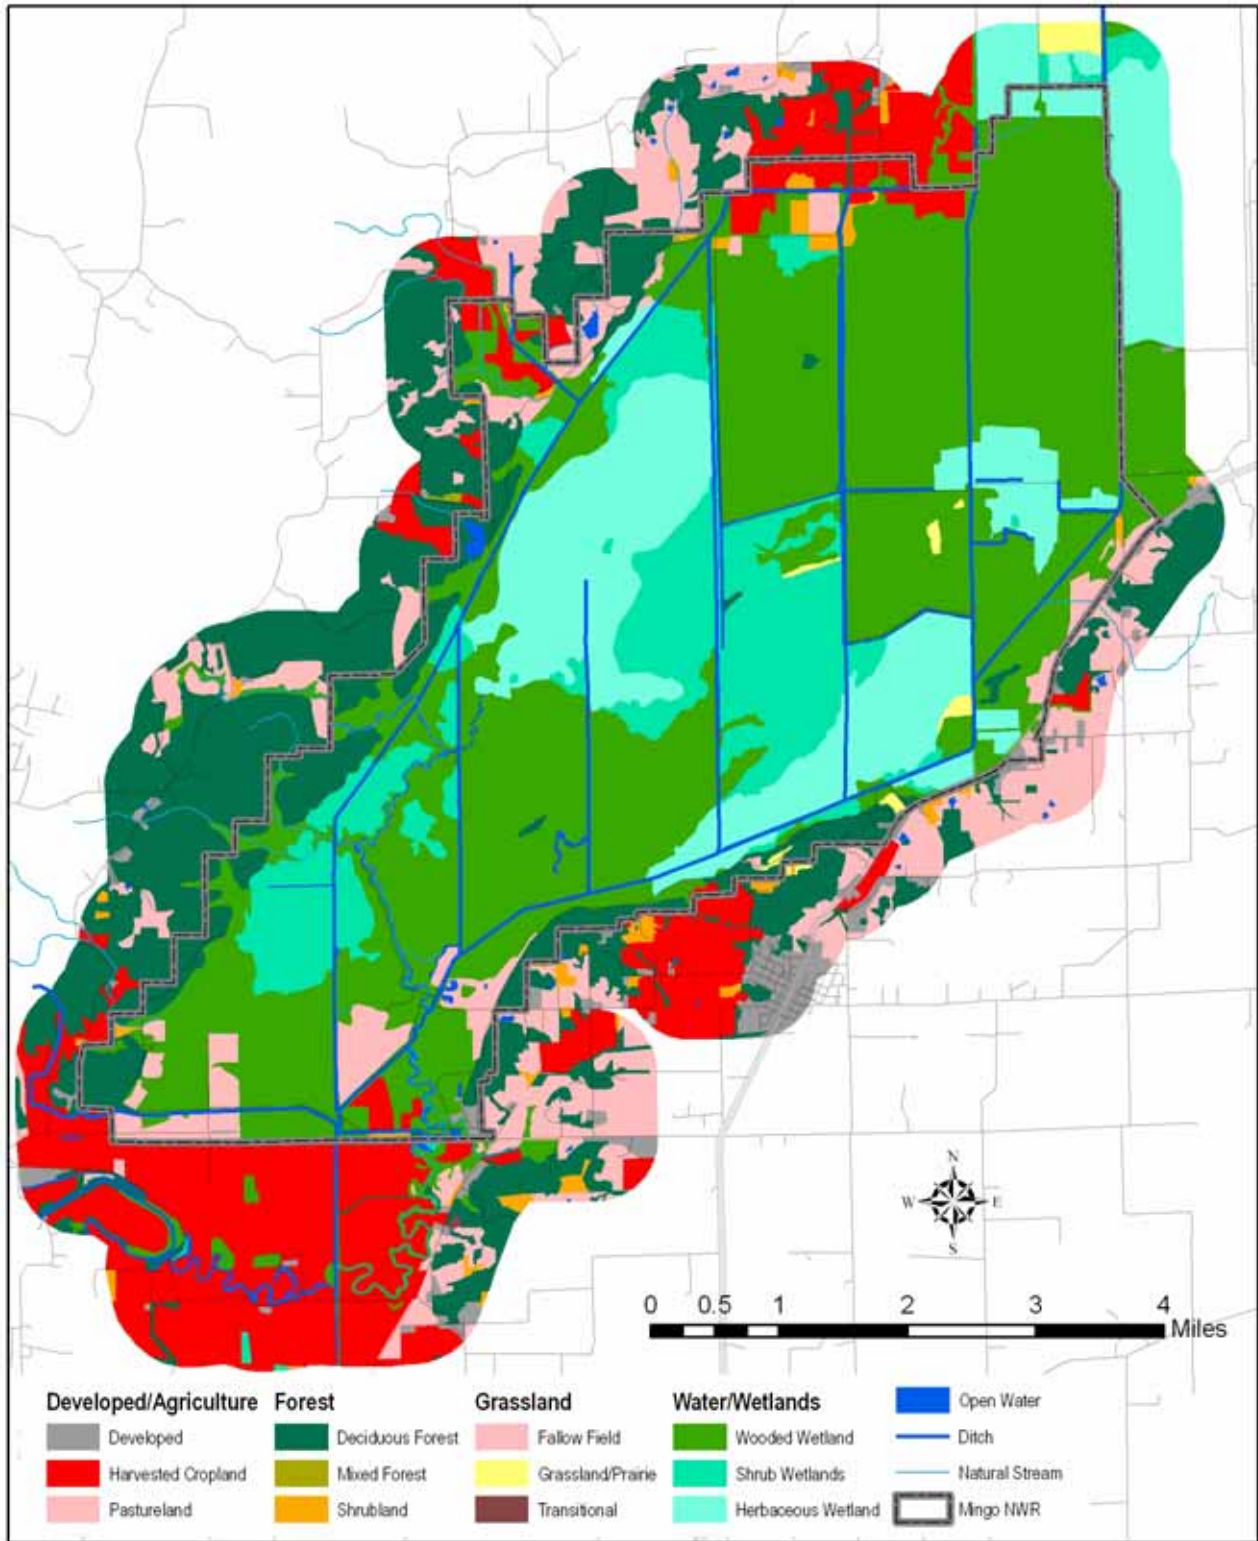 N
W E
S
0 0.5 1 2 3 4
Miles
Developed/Agriculture Forest Grassland Water/Wetlands
Open Water
Developed Deciduous Forest Fallow Field Wooded Wetland Ditch
Harvested Cropland Mixed Forest Grassland/Prairie Shrub Wetlands Natural Stream
Pastureland Shrubland Transitional Herbaceous Wetland Mingo NWR